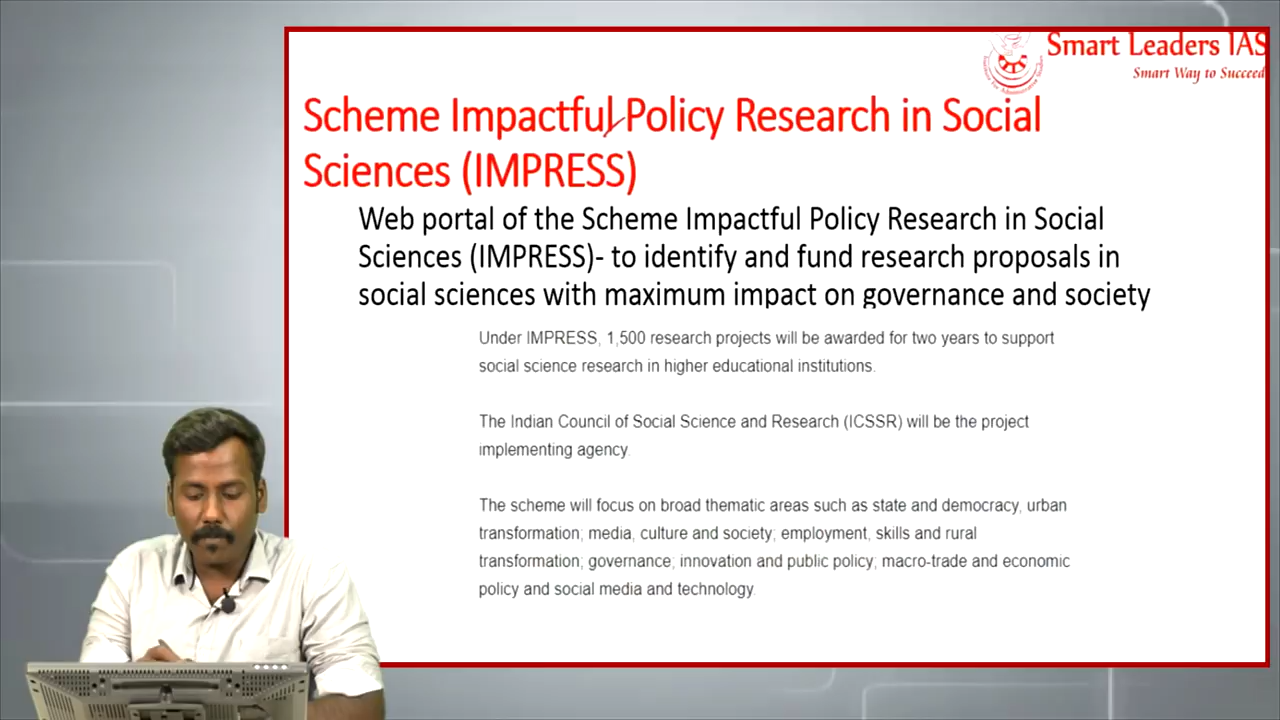 Smart Leaders IAS
Smart Way to Succeed
Scheme Impactful Policy Research in Social
Sciences (IMPRESS)
Web portal of the Scheme Impactful Policy Research in Social
Sciences (IMPRESS)- to identify and fund research proposals in
social sciences with maximum impact on governance and society
Under IMPRESS, 1,500 research projects will be awarded for two years to support
social science research in higher educational institutions.
The Indian Council of Social Science and Research (ICSSR) will be the project
implementing agency.
The scheme will focus on broad thematic areas such as state and democracy, urban
transformation; media, culture and society; employment, skills and rural
transformation; governance; innovation and public policy; macro-trade and economic
policy and social media and technology.